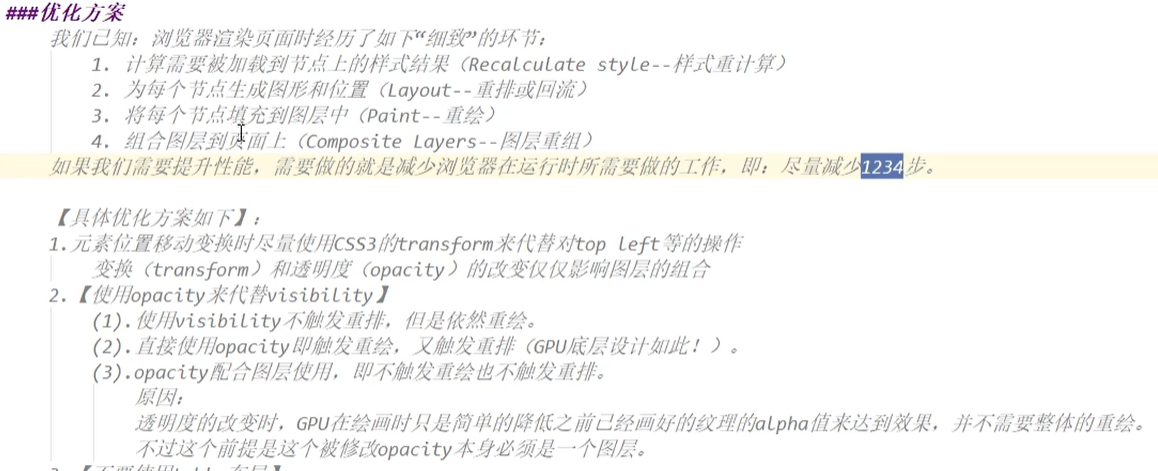 ###优化方案
我们已知：浏览器渲染页面时经历了如下“细致”的环节：
1. 计算需要被加载到节点上的样式结果（Recalculate style--样式重计算）
2. 为每个节点生成图形和位置（Layout--重排或回流）
3. 将每个节点填充到图层中（Paint--重绘）
4. 组合图层到页面上（Composite Layers--图层重组）
如果我们需要提升性能，需要做的就是减少浏览器在运行时所需要做的工作，即：尽量减少1234步。
【具体优化方案如下】：
1.元素位置移动变换时尽量使用CSS3的transform来代替对top left等的操作
变换（transform）和透明度（opacity）的改变仅仅影响图层的组合
2.【使用opacity来代替visibility】
(1).使用visibility不触发重排，但是依然重绘。
(2).直接使用opacity即触发重绘，又触发重排（GPU底层设计如此！）。
(3).opacity配合图层使用，即不触发重绘也不触发重排。
原因：
透明度的改变时，GPU在绘画时只是简单的降低之前已经画好的纹理的alpha值来达到效果，并不需要整体的重绘。
不过这个前提是这个被修改opacity本身必须是一个图层。